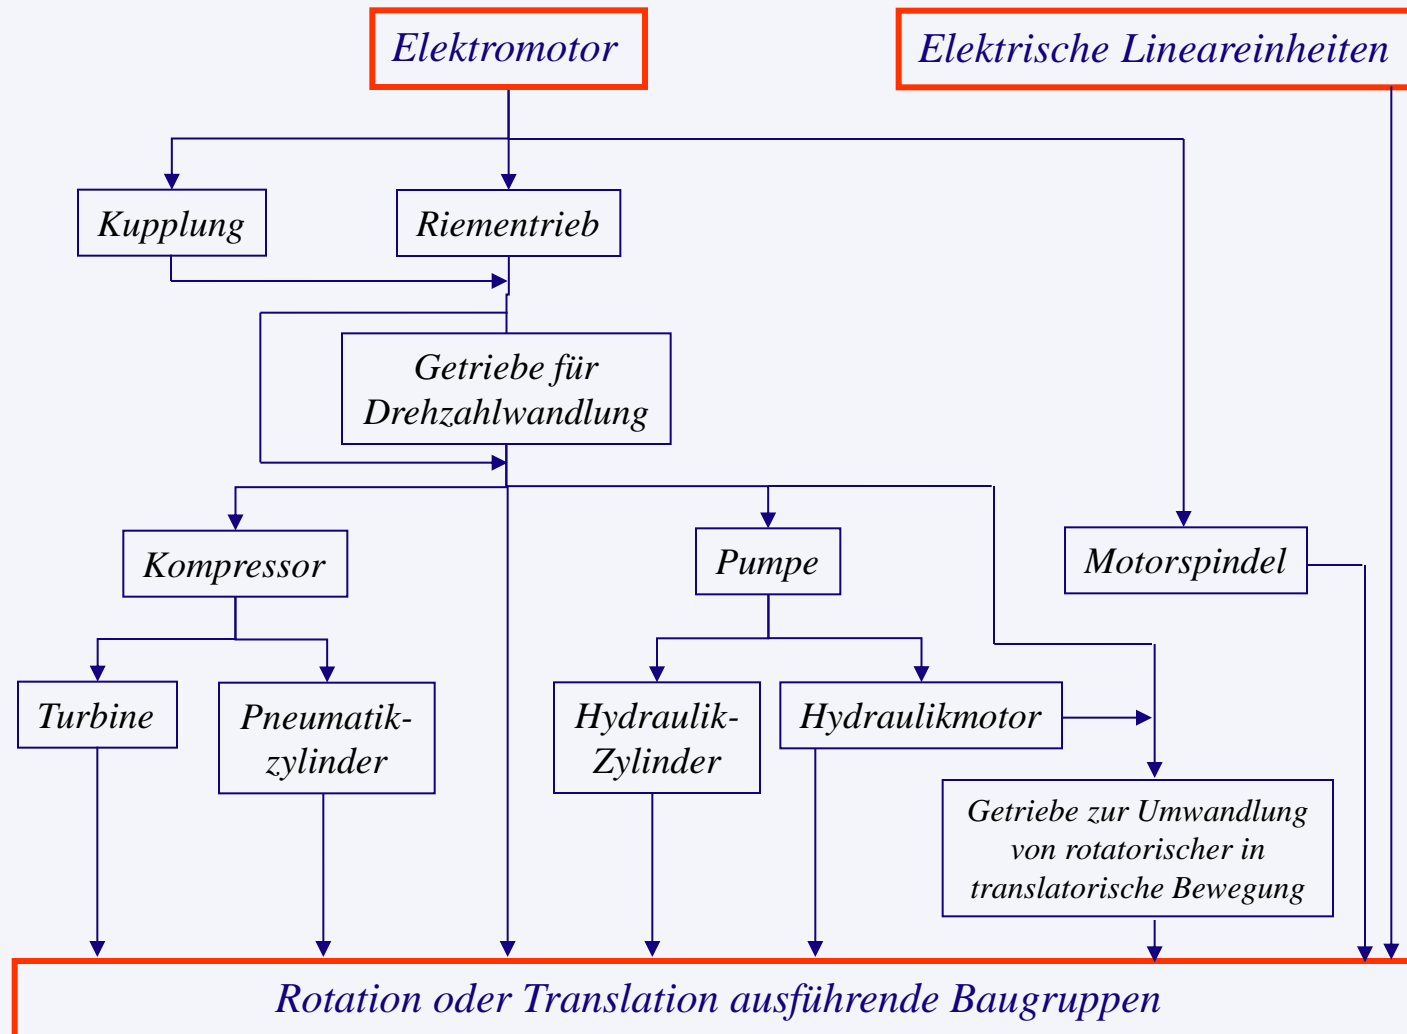 Elektromotor
Elektrische Lineareinheiten
Kupplung
Riementrieb
Getriebe für
Drehzahlwandlung
Kompressor
Pumpe
Motorspindel
Turbine
Pneumatik-
zylinder
Hydraulik-
Zylinder
Hydraulikmotor
Getriebe zur Umwandlung
von rotatorischer in
translatorische Bewegung
Rotation oder Translation ausführende Baugruppen